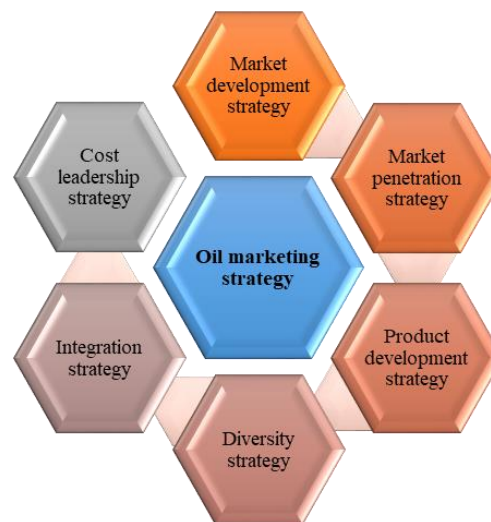 Market
development
strategy
Market
penetration
strategy
Product
development
strategy
Diversity
strategy
Integration
strategy
Cost
leadership
strategy
Oil marketing
strategy